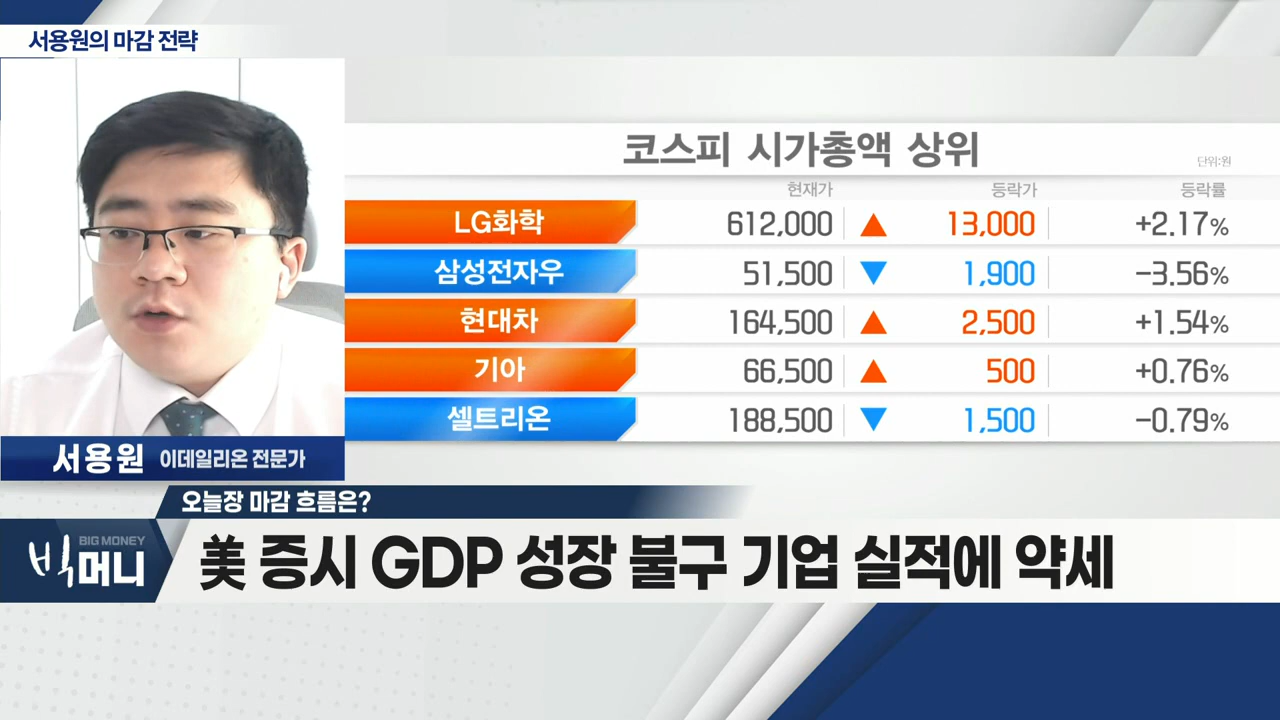 서용원의 마감 전략
코스피 시가총액 상위
단위:원
현재가 등락가 등락률
LG화학 612,000 ▲ 13,000 +2.17%
삼성전자우 51,500 ▼ 1,900 -3.56%
현대차 164,500 ▲ 2,500 +1.54%
기아 66,500 ▲ 500 +0.76%
셀트리온 188,500 ▼ 1,500 -0.79%
서용원 이데일리온 전문가
오늘장 마감 흐름은?
BIG MONEY
빅머니
美 증시 GDP 성장 불구 기업 실적에 약세